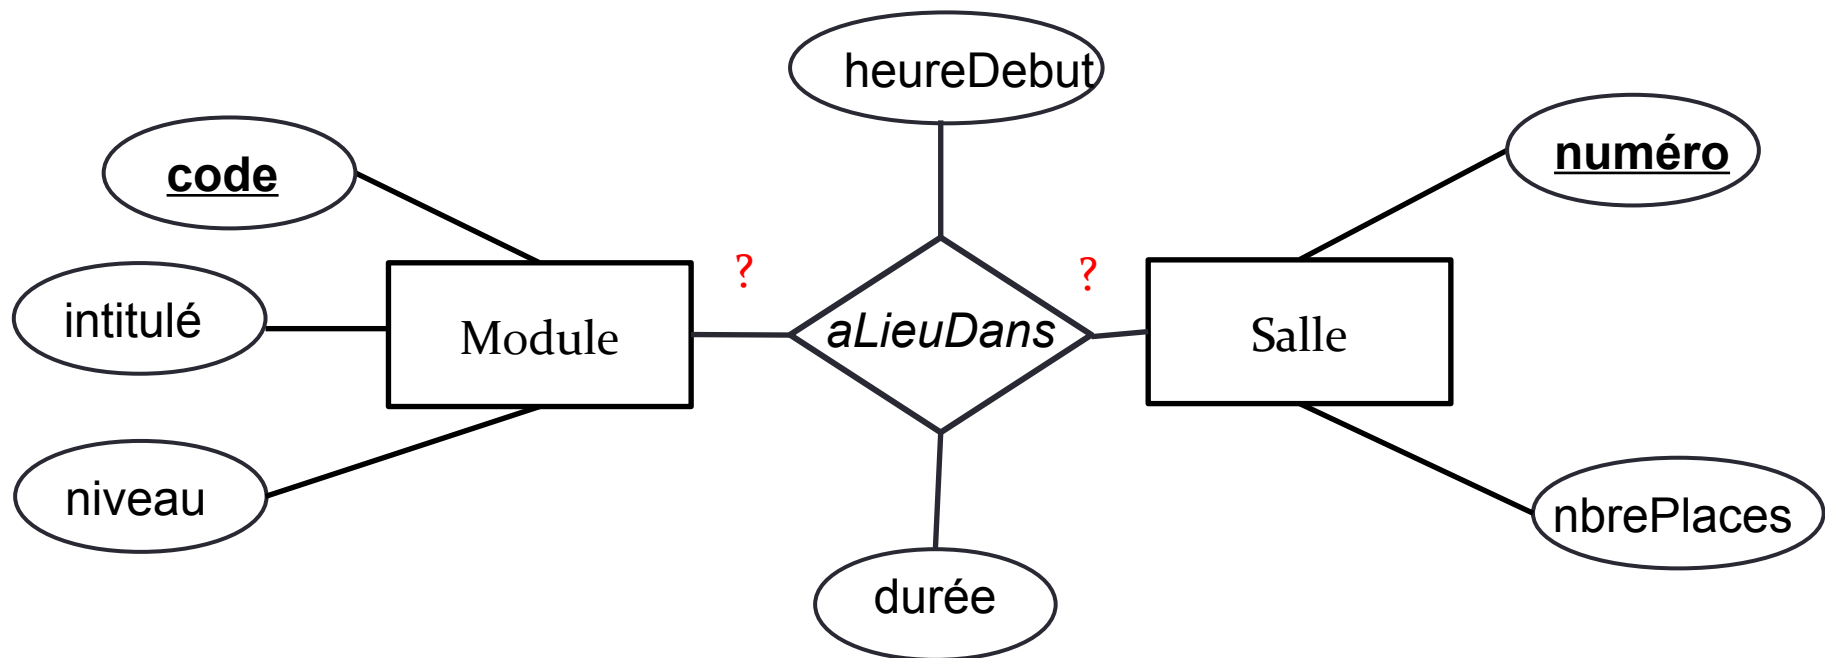 heureDebut
code
numéro
?
?
intitulé
Module
aLieuDans
Salle
niveau
nbrePlaces
durée